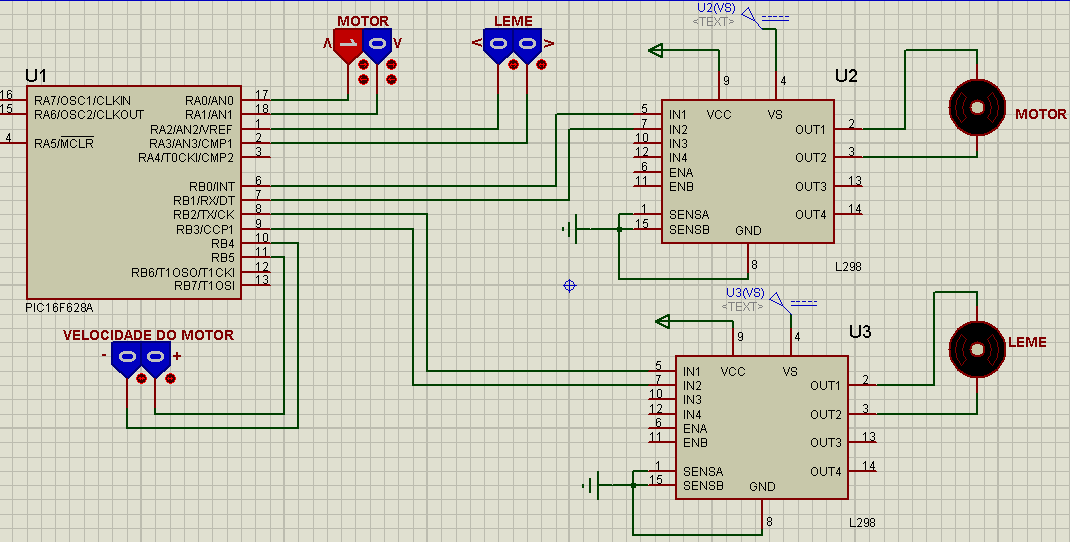 MOTOR
Λ 1 0 V
LEME
< 0 0 >
U2(VS)
<TEXT>
U1
16 RA7/OSC1/CLKIN
15 RA6/OSC2/CLKOUT
4 RA5/MCLR
RA0/AN0 17
RA1/AN1 18
RA2/AN2/VREF 1
RA3/AN3/CMP1 2
RA4/T0CKI/CMP2 3
RB0/INT 6
RB1/RX/DT 7
RB2/TX/CK 8
RB3/CCP1 9
RB4 10
RB5 11
RB6/T1OSO/T1CKI 12
RB7/T1OSI 13
PIC16F628A
VELOCIDADE DO MOTOR
- 0 0 +
U2
9 4
VCC VS
5 IN1
7 IN2
10 IN3
12 IN4
6 ENA
11 ENB
1 SENSA
15 SENSB
OUT1 2
OUT2 3
OUT3 13
OUT4 14
GND
8
L298
MOTOR
U3(VS)
<TEXT>
U3
9 4
VCC VS
5 IN1
7 IN2
10 IN3
12 IN4
6 ENA
11 ENB
1 SENSA
15 SENSB
OUT1 2
OUT2 3
OUT3 13
OUT4 14
GND
8
L298
LEME